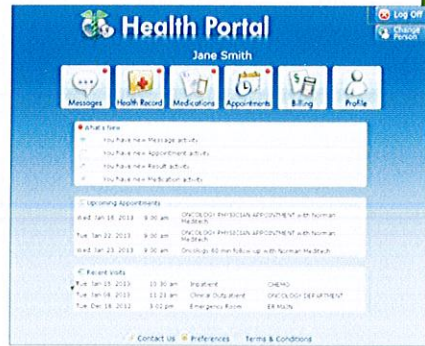 Health Portal
Log Off
Change Person
Jane Smith
Messages
Health Record
Medications
Appointments
Billing
Profile
What's New
You have new Message activity
You have new Appointment activity
You have new Result activity
You have new Medication activity
Upcoming Appointments
Wed. Jan 16, 2013 9:00 am ONCOLOGY PHYSICIAN APPOINTMENT with Norman Meditech
Tue. Jan 22, 2013 9:00 am ONCOLOGY PHYSICIAN APPOINTMENT with Norman Meditech
Wed. Jan 23, 2013 9:00 am Oncology 60 min follow up with Norman Meditech
Recent Visits
Tue. Jan 15, 2013 10:30 am Inpatient CHEMO
Tue. Jan 08, 2013 11:21 am Clinical Outpatient ONCOLOGY DEPARTMENT
Tue. Dec 18, 2012 3:02 pm Emergency Room ER MAIN
Contact Us Preferences Terms & Conditions